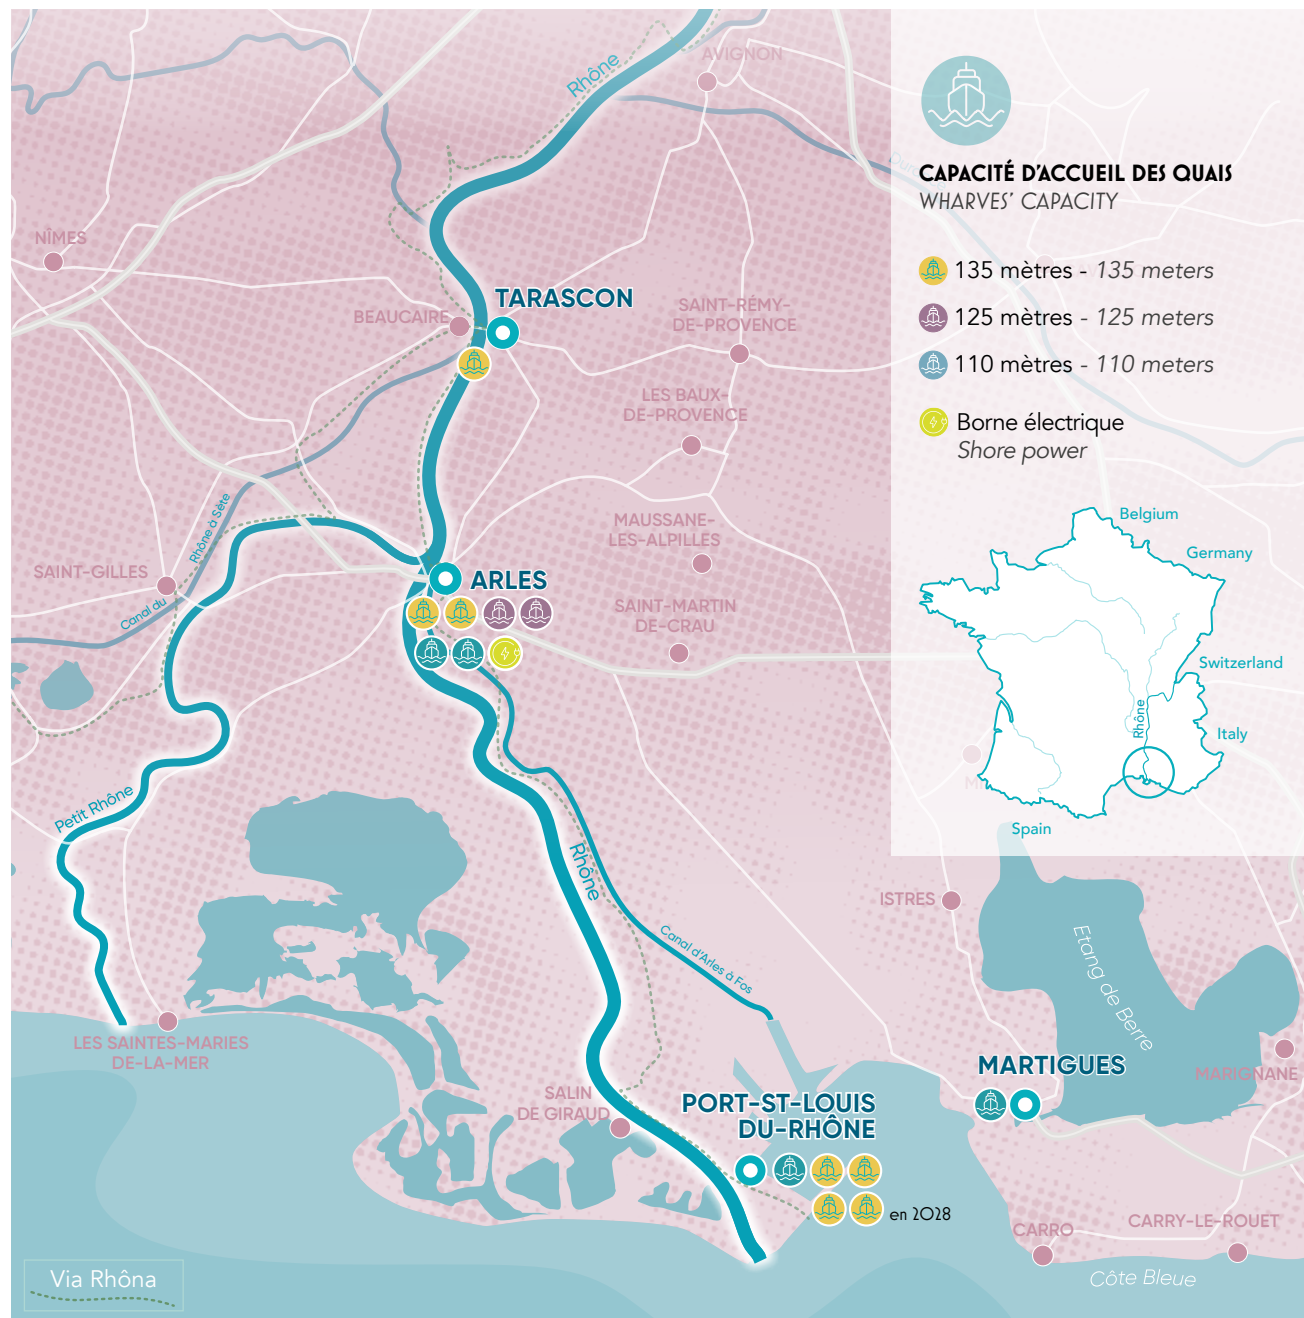 AVIGNON
Rhône
NÎMES
TARASCON
BEAUCAIRE
SAINT-RÉMY-
DE-PROVENCE
LES BAUX-
DE-PROVENCE
MAUSSANE-
LES-ALPILLES
Canal du
Rhône à Sète
SAINT-GILLES
ARLES
SAINT-MARTIN
DE-CRAU
Petit Rhône
Rhône
Canal d'Arles à Fos
ISTRES
Etang de Berre
LES SAINTES-MARIES
DE-LA-MER
MARTIGUES
MARIGNANE
SALIN
DE GIRAUD
PORT-ST-LOUIS
DU-RHÔNE
en 2028
CARRO
CARRY-LE-ROUET
Côte Bleue
Via Rhôna
CAPACITÉ D'ACCUEIL DES QUAIS
WHARVES' CAPACITY
135 mètres - 135 meters
125 mètres - 125 meters
110 mètres - 110 meters
Borne électrique
Shore power
Belgium
Germany
Switzerland
Rhône
Italy
Spain